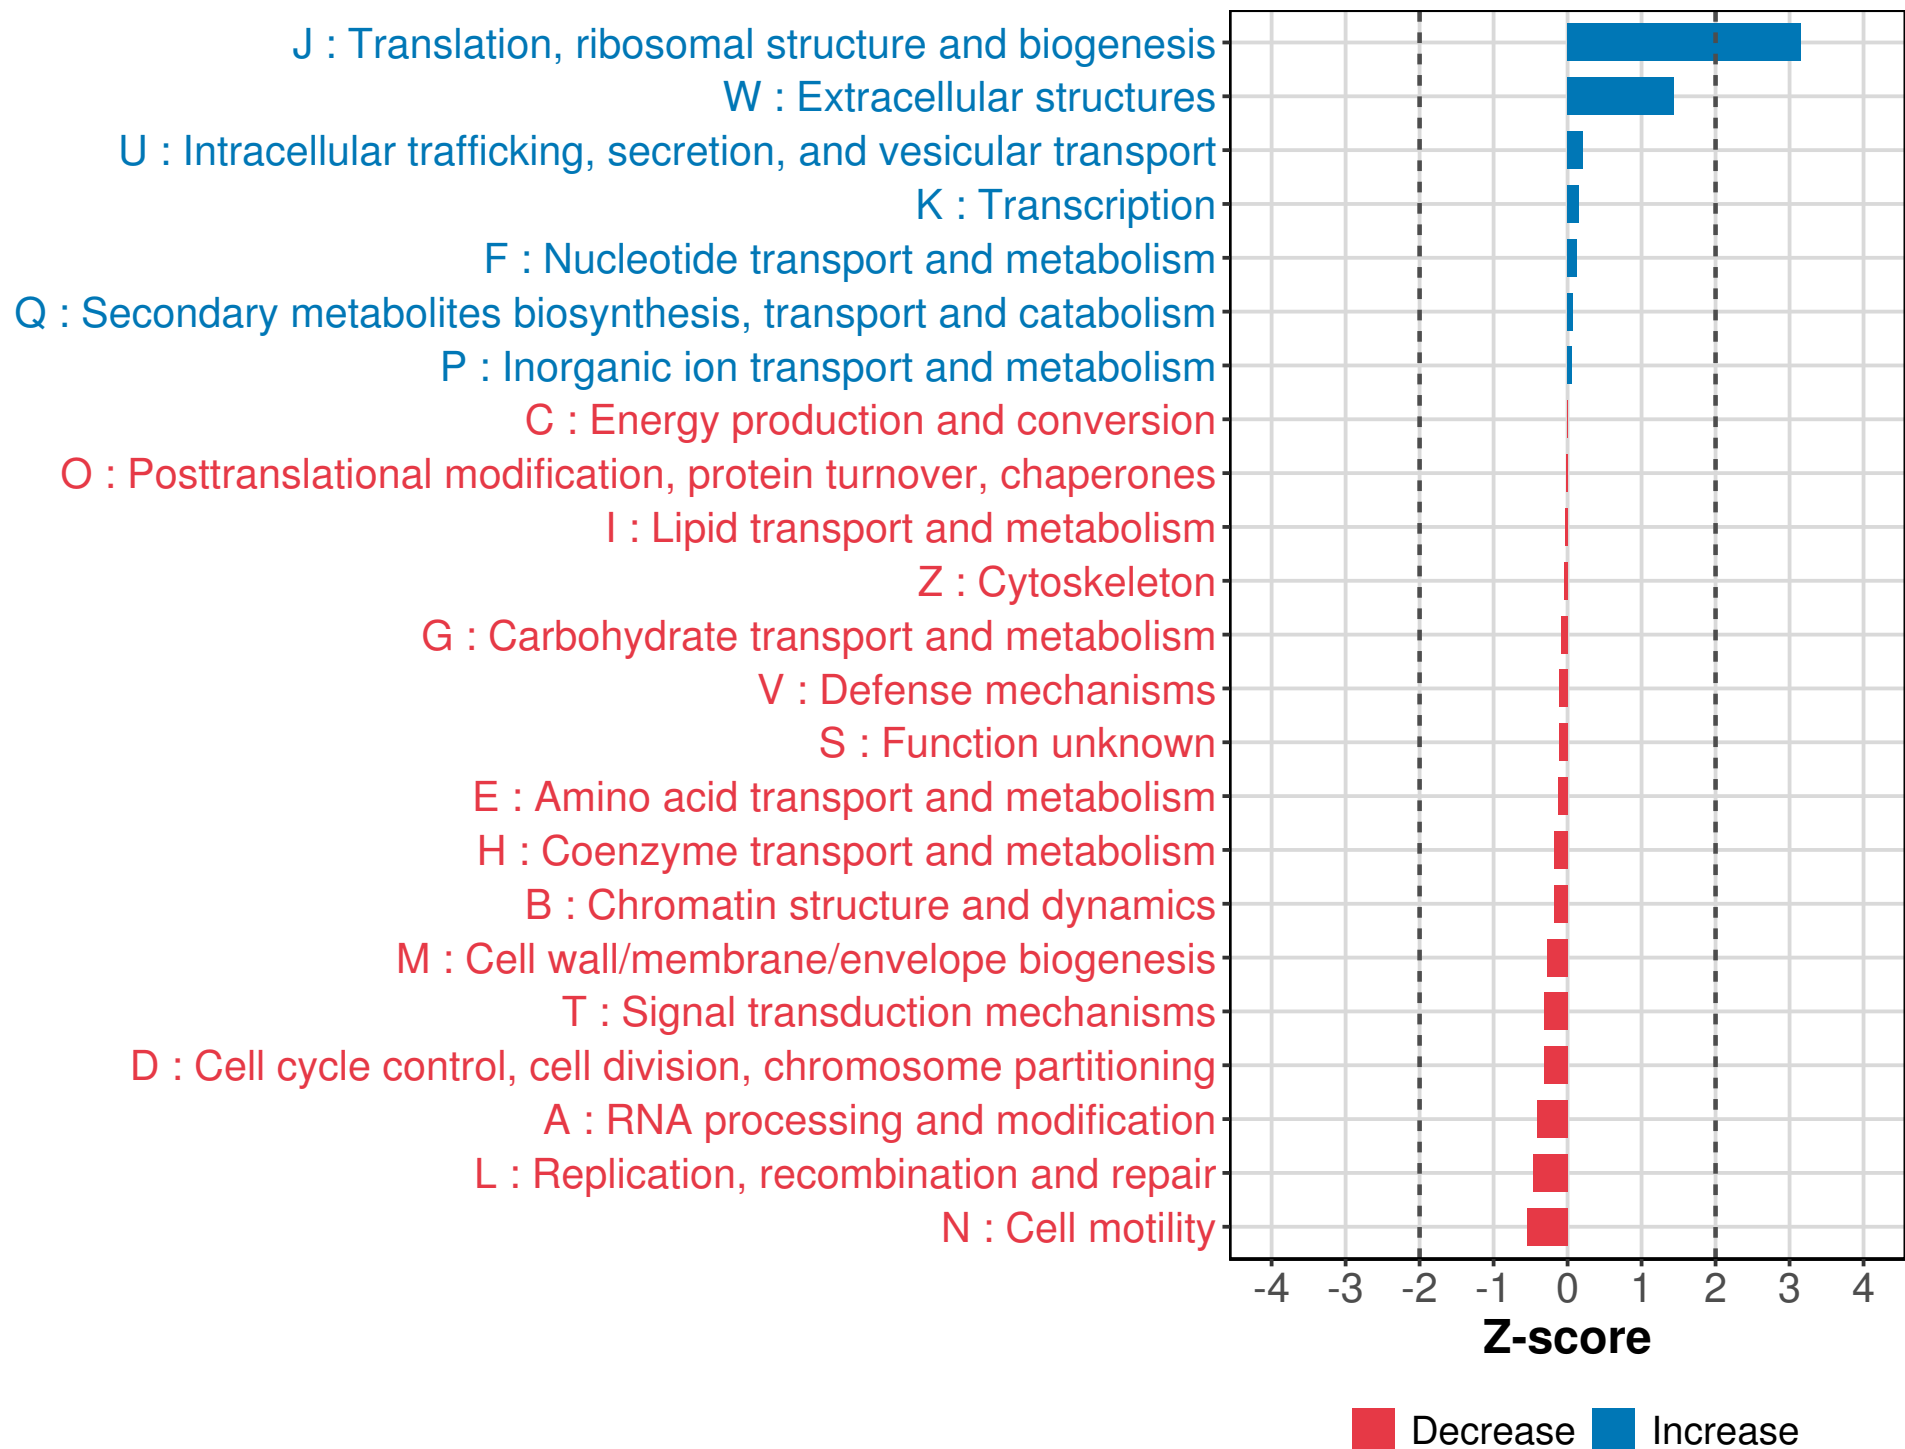 J : Translation, ribosomal structure and biogenesis
W : Extracellular structures
U : Intracellular trafficking, secretion, and vesicular transport
K : Transcription
F : Nucleotide transport and metabolism
Q : Secondary metabolites biosynthesis, transport and catabolism
P : Inorganic ion transport and metabolism
C : Energy production and conversion
O : Posttranslational modification, protein turnover, chaperones
I : Lipid transport and metabolism
Z : Cytoskeleton
G : Carbohydrate transport and metabolism
V : Defense mechanisms
S : Function unknown
E : Amino acid transport and metabolism
H : Coenzyme transport and metabolism
B : Chromatin structure and dynamics
M : Cell wall/membrane/envelope biogenesis
T : Signal transduction mechanisms
D : Cell cycle control, cell division, chromosome partitioning
A : RNA processing and modification
L : Replication, recombination and repair
N : Cell motility
-4 -3 -2 -1 0 1 2 3 4
Z-score
Decrease Increase